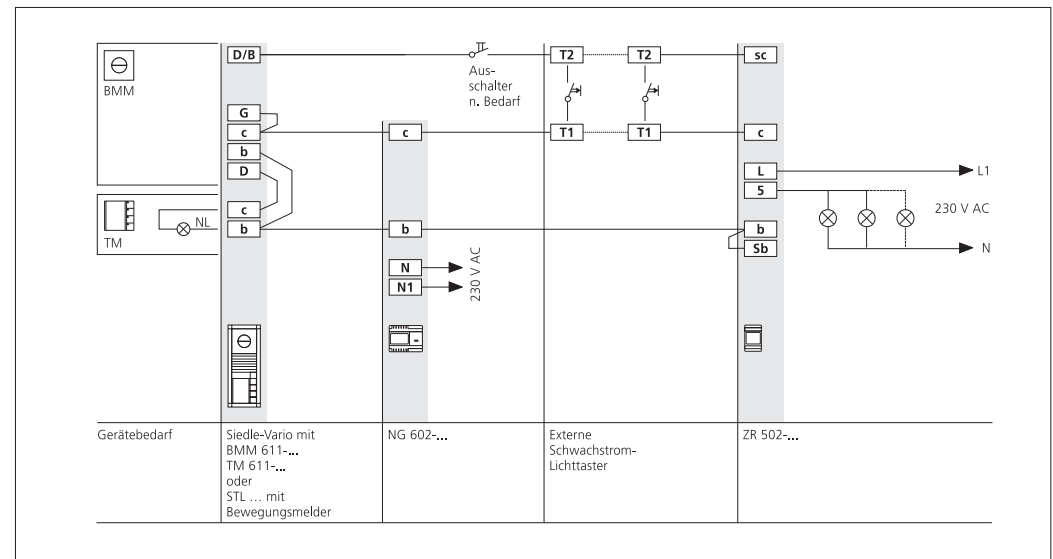 BMM
D/B
Aus-
schalter
n. Bedarf
T2
T2
sc
G
c
c
T1
T1
c
b
D
L
L1
5
230 V AC
c
NL
TM
b
b
b
Sb
N
N
N1
230 V AC
Gerätebedarf
Siedle-Vario mit
BMM 611-...
TM 611-...
oder
STL ... mit
Bewegungsmelder
NG 602-...
Externe
Schwachstrom-
Lichttaster
ZR 502-...